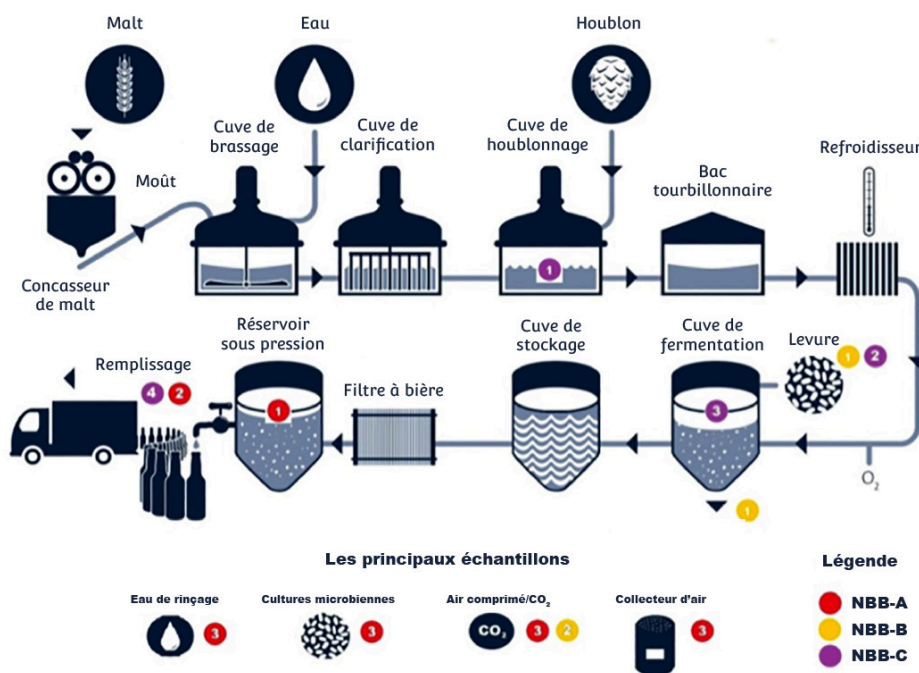 Malt
Eau
Houblon
Cuve de
brassage
Cuve de
clarification
Cuve de
houblonnage
Bac
tourbillonnaire
Refroidisseur
Moût
Concasseur
de malt
1
Réservoir
sous pression
Cuve de
stockage
Cuve de
fermentation
Levure
1 2
Remplissage
4 2
Filtre à bière
1
3
O₂
1
Les principaux échantillons
Légende
Eau de rinçage
3
Cultures microbiennes
3
Air comprimé/CO₂
CO₂ 3 2
Collecteur d'air
3
NBB-A
NBB-B
NBB-C